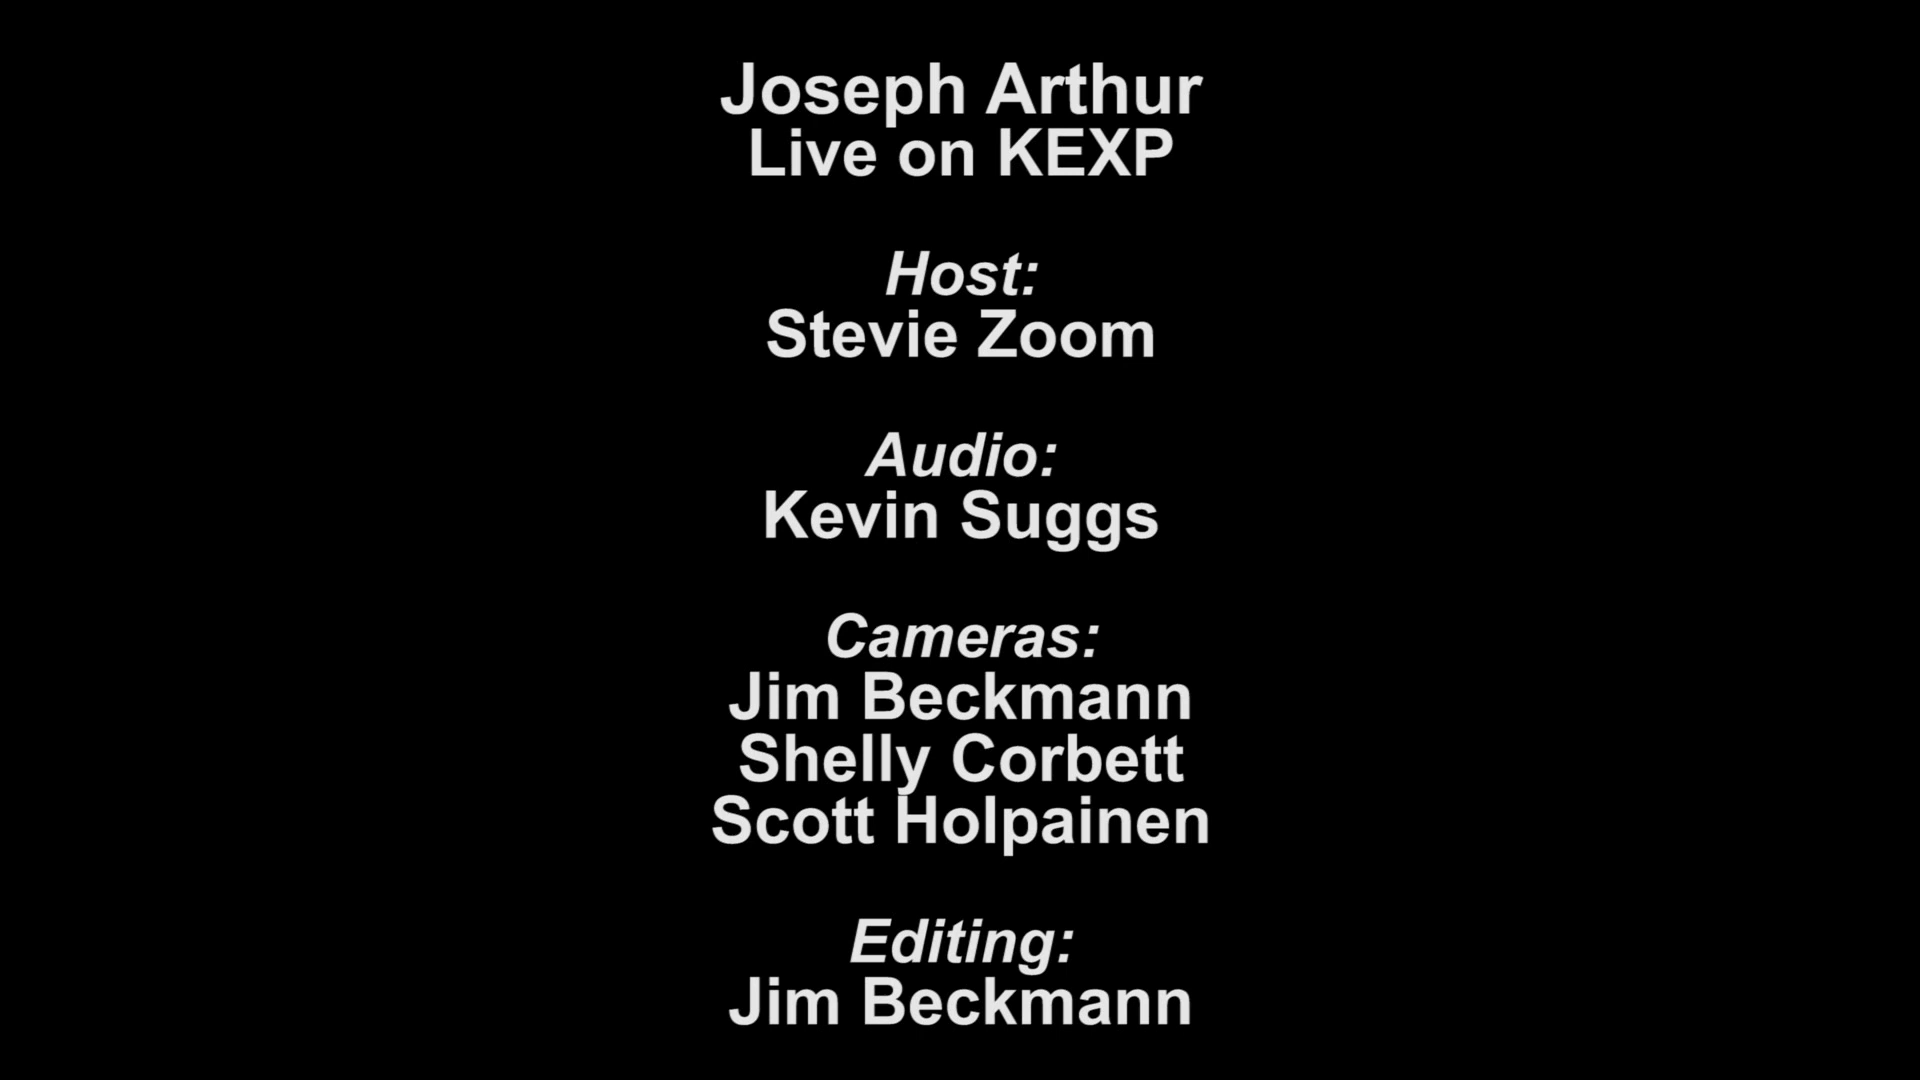 Joseph Arthur
Live on KEXP
Host:
Stevie Zoom
Audio:
Kevin Suggs
Cameras:
Jim Beckmann
Shelly Corbett
Scott Holpainen
Editing:
Jim Beckmann